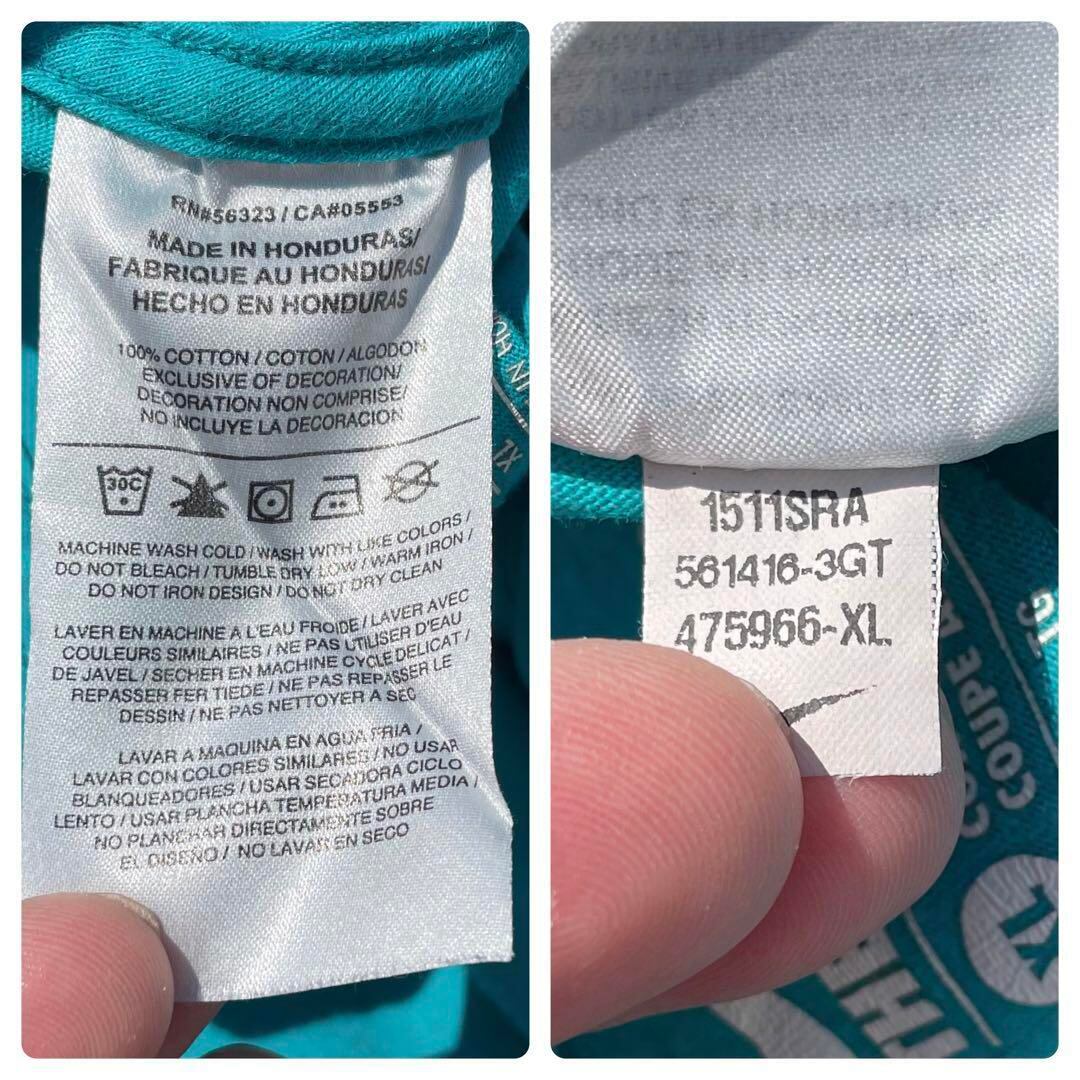 RN#56323 / CA#05553
MADE IN HONDURAS/
FABRIQUE AU HONDURAS/
HECHO EN HONDURAS
100% COTTON / COTON / ALGODON
EXCLUSIVE OF DECORATION/
DECORATION NON COMPRISE/
NO INCLUYE LA DECORACION
30C
MACHINE WASH COLD / WASH WITH LIKE COLORS /
DO NOT BLEACH / TUMBLE DRY LOW / WARM IRON /
DO NOT IRON DESIGN / DO NOT DRY CLEAN
LAVER EN MACHINE A L'EAU FROIDE / LAVER AVEC
COULEURS SIMILAIRES / NE PAS UTILISER D'EAU
DE JAVEL / SECHER EN MACHINE CYCLE DELICAT /
REPASSER FER TIEDE / NE PAS REPASSER LE
DESSIN / NE PAS NETTOYER A SEC
LAVAR A MAQUINA EN AGUA FRIA /
LAVAR CON COLORES SIMILARES / NO USAR
BLANQUEADORES / USAR SECADORA CICLO
LENTO / USAR PLANCHA TEMPERATURA MEDIA /
NO PLANCHAR DIRECTAMENTE SOBRE
EL DISEÑO / NO LAVAR EN SECO
XL
1511SRA
561416-3GT
475966-XL
COUPE
XL
THE